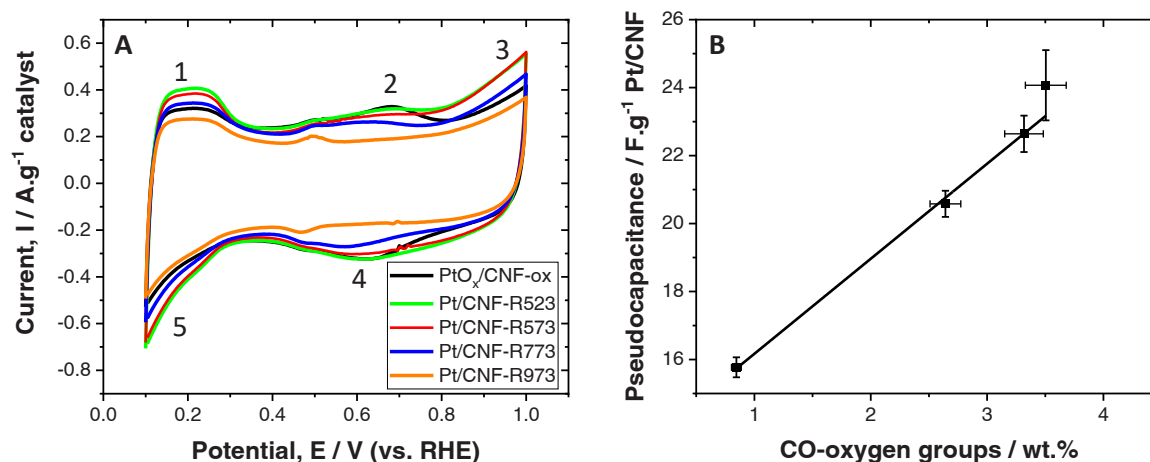 A
1
2
3
4
5
0.6
0.4
0.2
0.0
-0.2
-0.4
-0.6
-0.8
Current, I / A.g⁻¹ catalyst
PtOₓ/CNF-ox
Pt/CNF-R523
Pt/CNF-R573
Pt/CNF-R773
Pt/CNF-R973
0.0 0.2 0.4 0.6 0.8 1.0
Potential, E / V (vs. RHE)
B
26
24
22
20
18
16
Pseudocapacitance / F.g⁻¹ Pt/CNF
1 2 3 4
CO-oxygen groups / wt.%